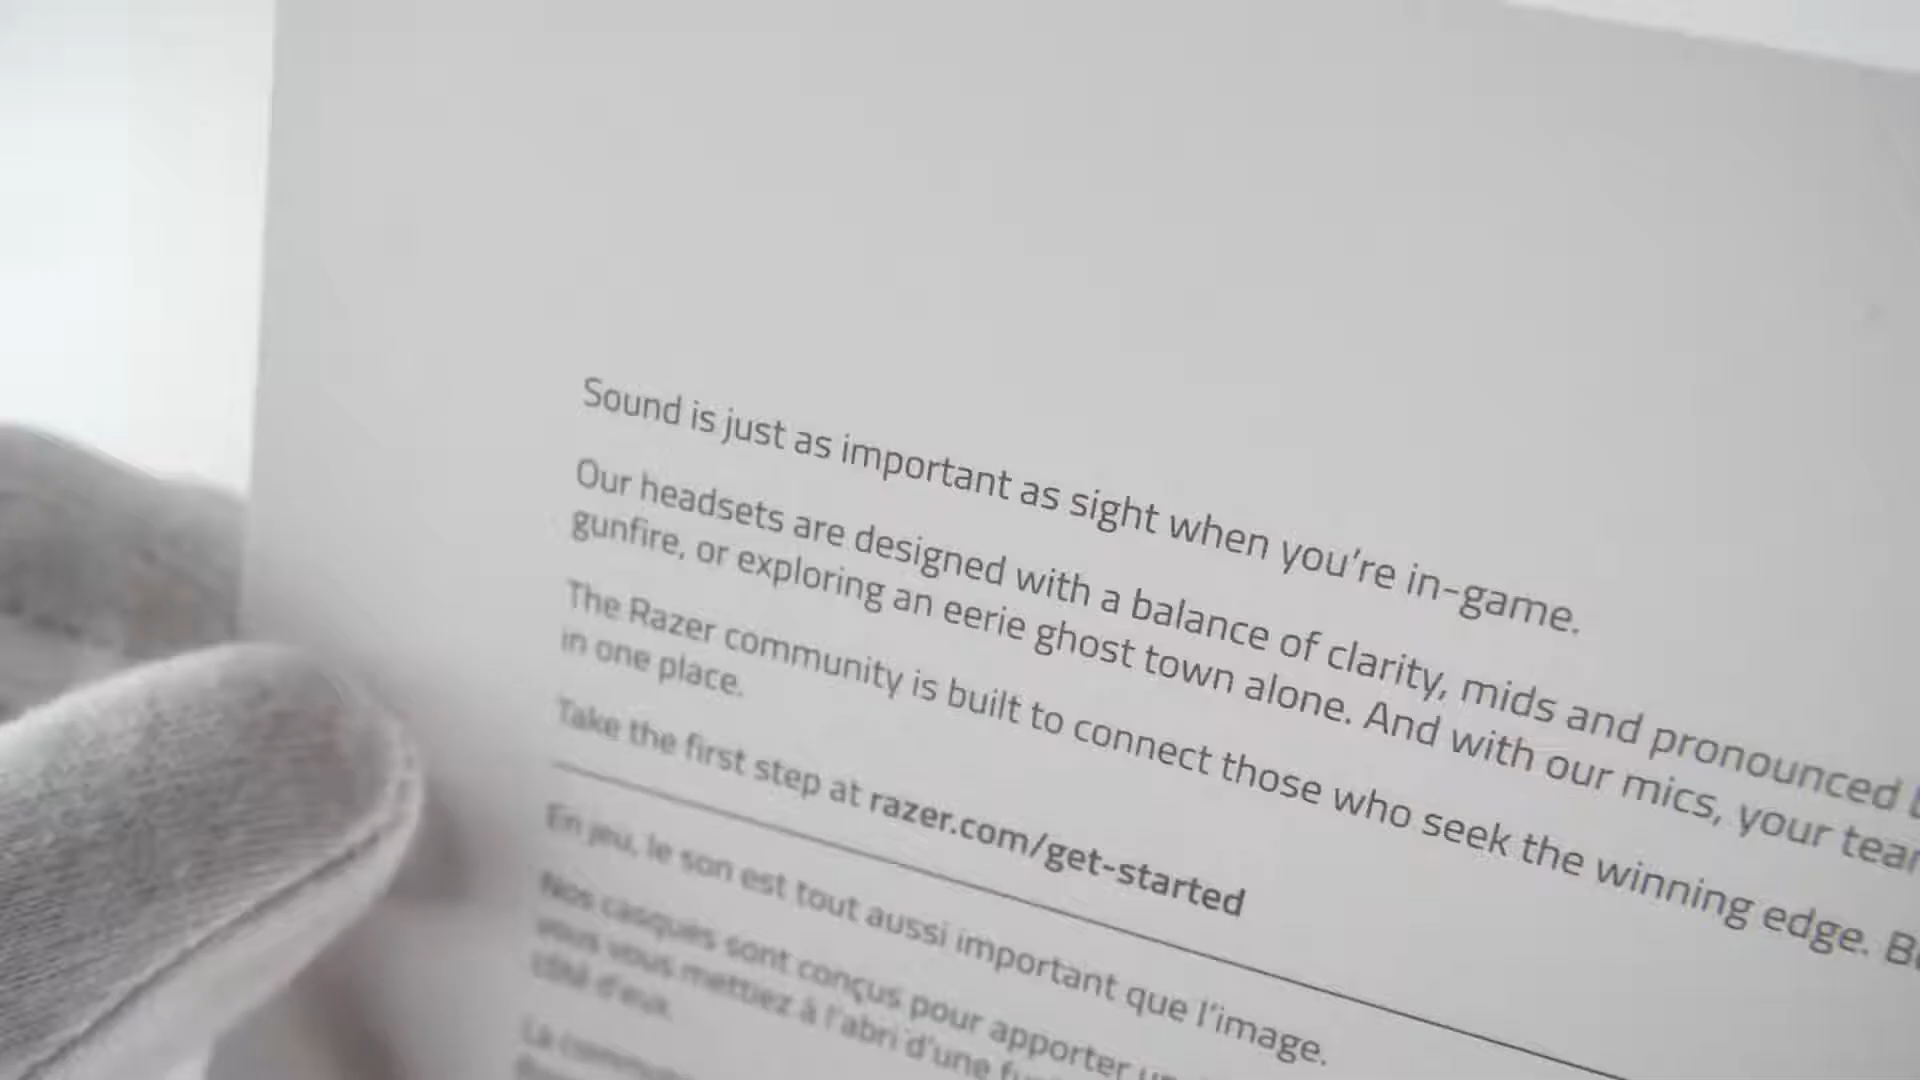 Sound is just as important as sight when you're in-game.
Our headsets are designed with a balance of clarity, mids and pronounced
gunfire, or exploring an eerie ghost town alone. And with our mics, your
The Razer community is built to connect those who seek the winning edge.
in one place.
Take the first step at razer.com/get-started
En jeu, le son est tout aussi important que l'image.
Nos casques sont conçus pour apporter
vous vous mettiez à l'abri d'une
côté d'eux.
La